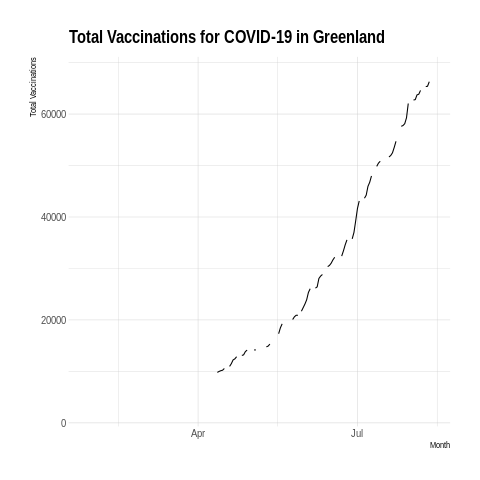 Total Vaccinations for COVID-19 in Greenland
Total Vaccinations
60000
40000
20000
0
Apr Jul
Month